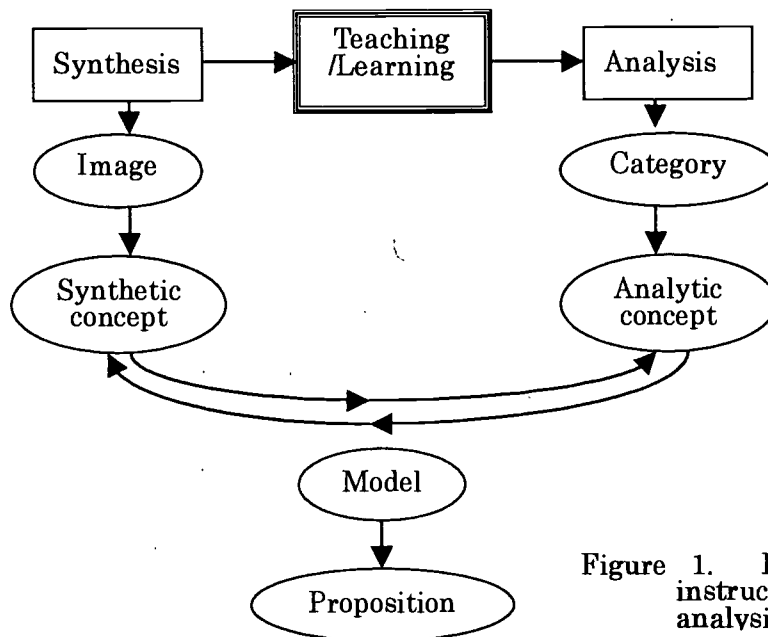 Synthesis
Teaching
/Learning
Analysis
Image
Category
Synthetic
concept
Analytic
concept
Model
Proposition
Figure 1.
instruc
analysi